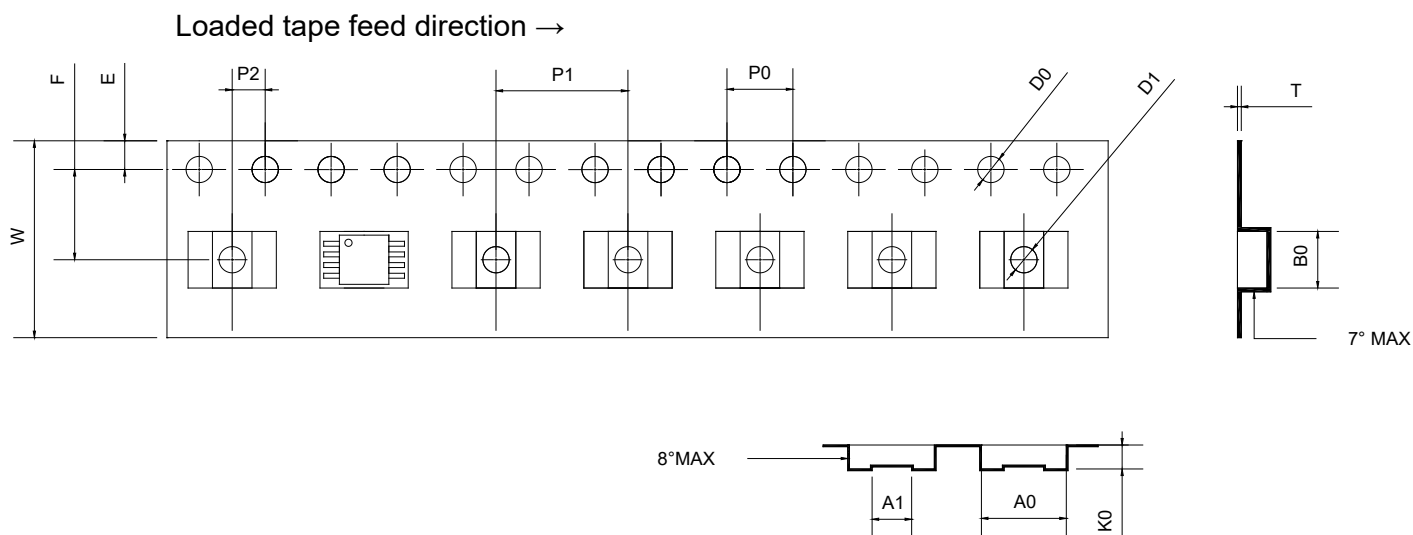 Loaded tape feed direction →
F
E
P2
P1
P0
D0
D1
T
W
B0
7° MAX
8°MAX
A1
A0
K0